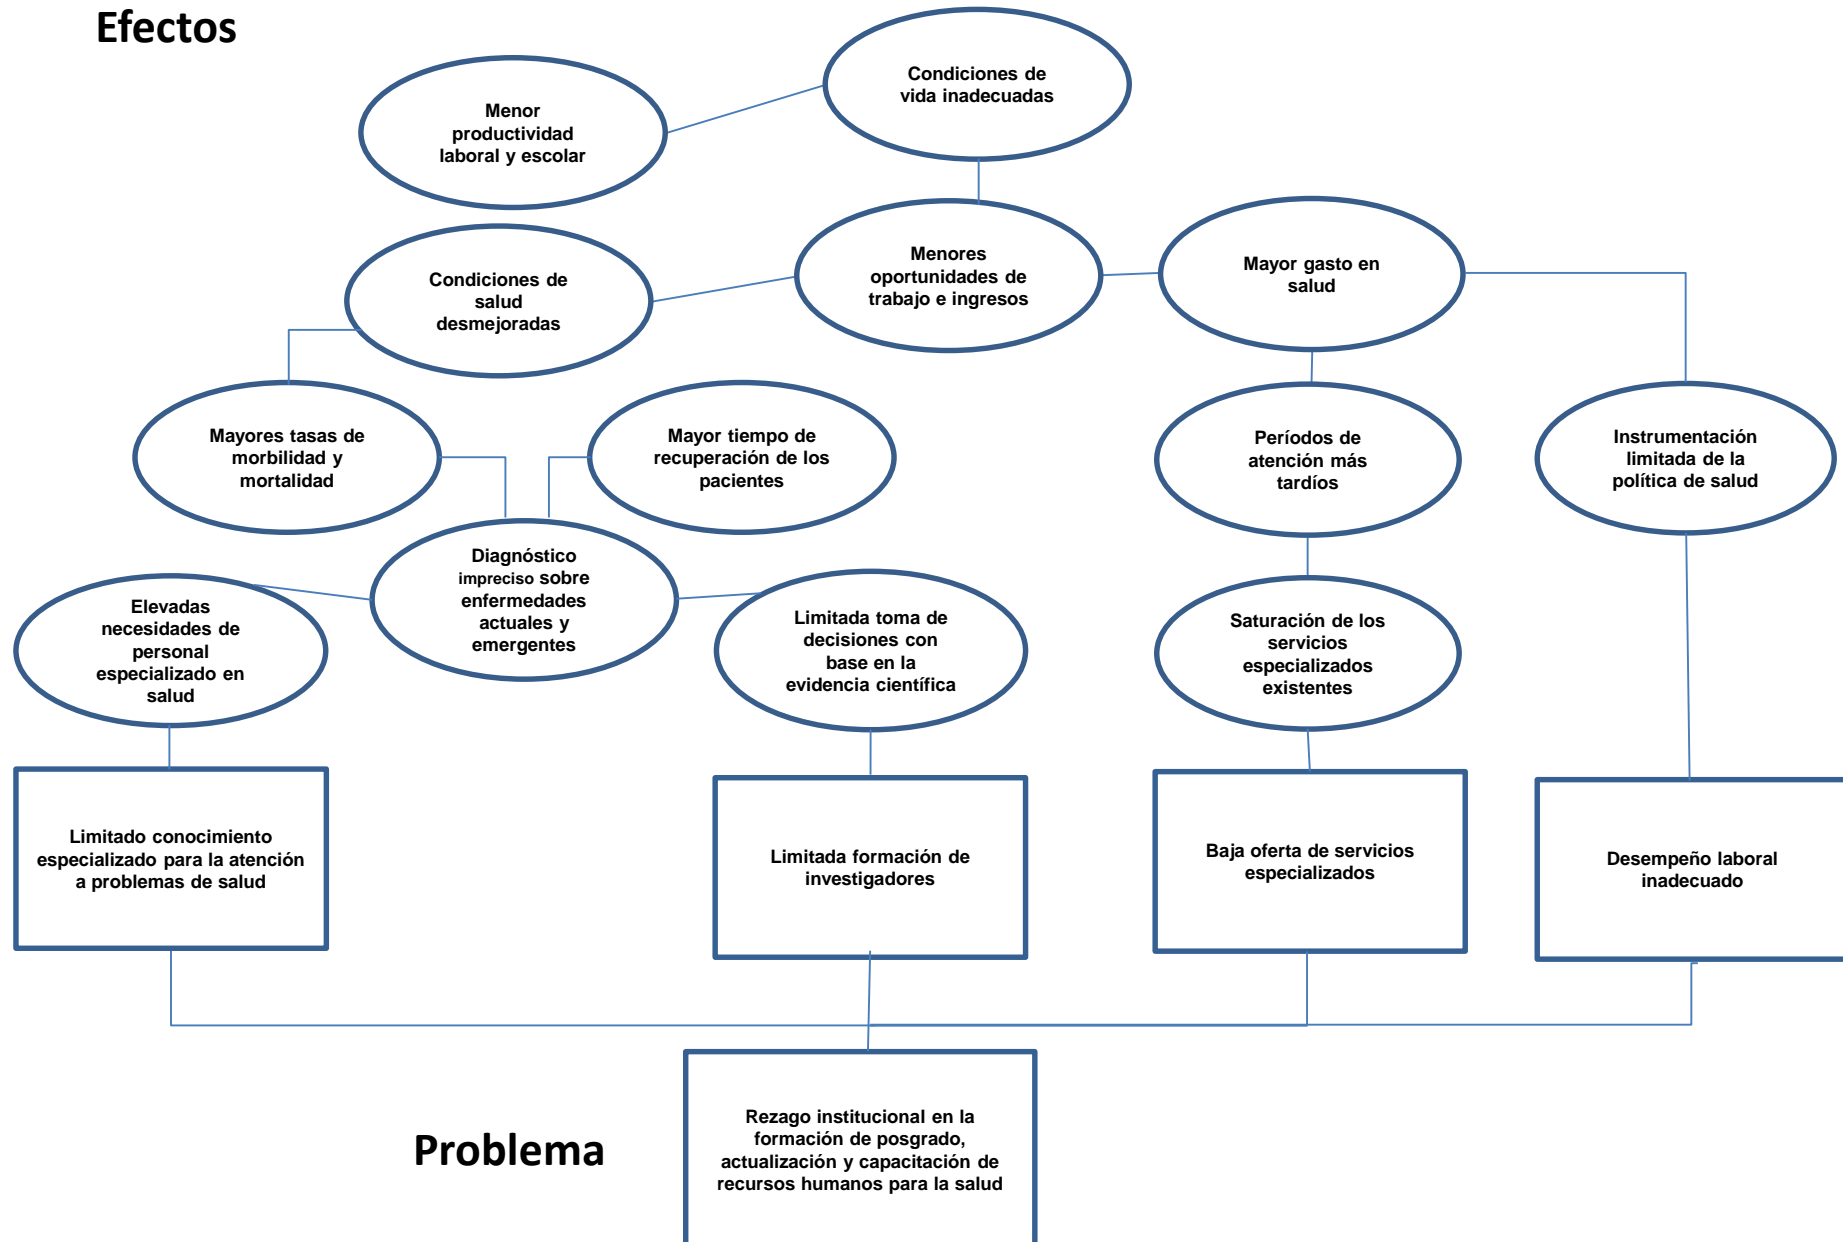 Efectos
Condiciones de
vida inadecuadas
Menor
productividad
laboral y escolar
Menores
oportunidades de
trabajo e ingresos
Mayor gasto en
salud
Condiciones de
salud
desmejoradas
Mayores tasas de
morbilidad y
mortalidad
Mayor tiempo de
recuperación de los
pacientes
Períodos de
atención más
tardíos
Instrumentación
limitada de la
política de salud
Diagnóstico
impreciso sobre
enfermedades
actuales y
emergentes
Elevadas
necesidades de
personal
especializado en
salud
Limitada toma de
decisiones con
base en la
evidencia científica
Saturación de los
servicios
especializados
existentes
Limitado conocimiento
especializado para la atención
a problemas de salud
Limitada formación de
investigadores
Baja oferta de servicios
especializados
Desempeño laboral
inadecuado
Problema
Rezago institucional en la
formación de posgrado,
actualización y capacitación de
recursos humanos para la salud